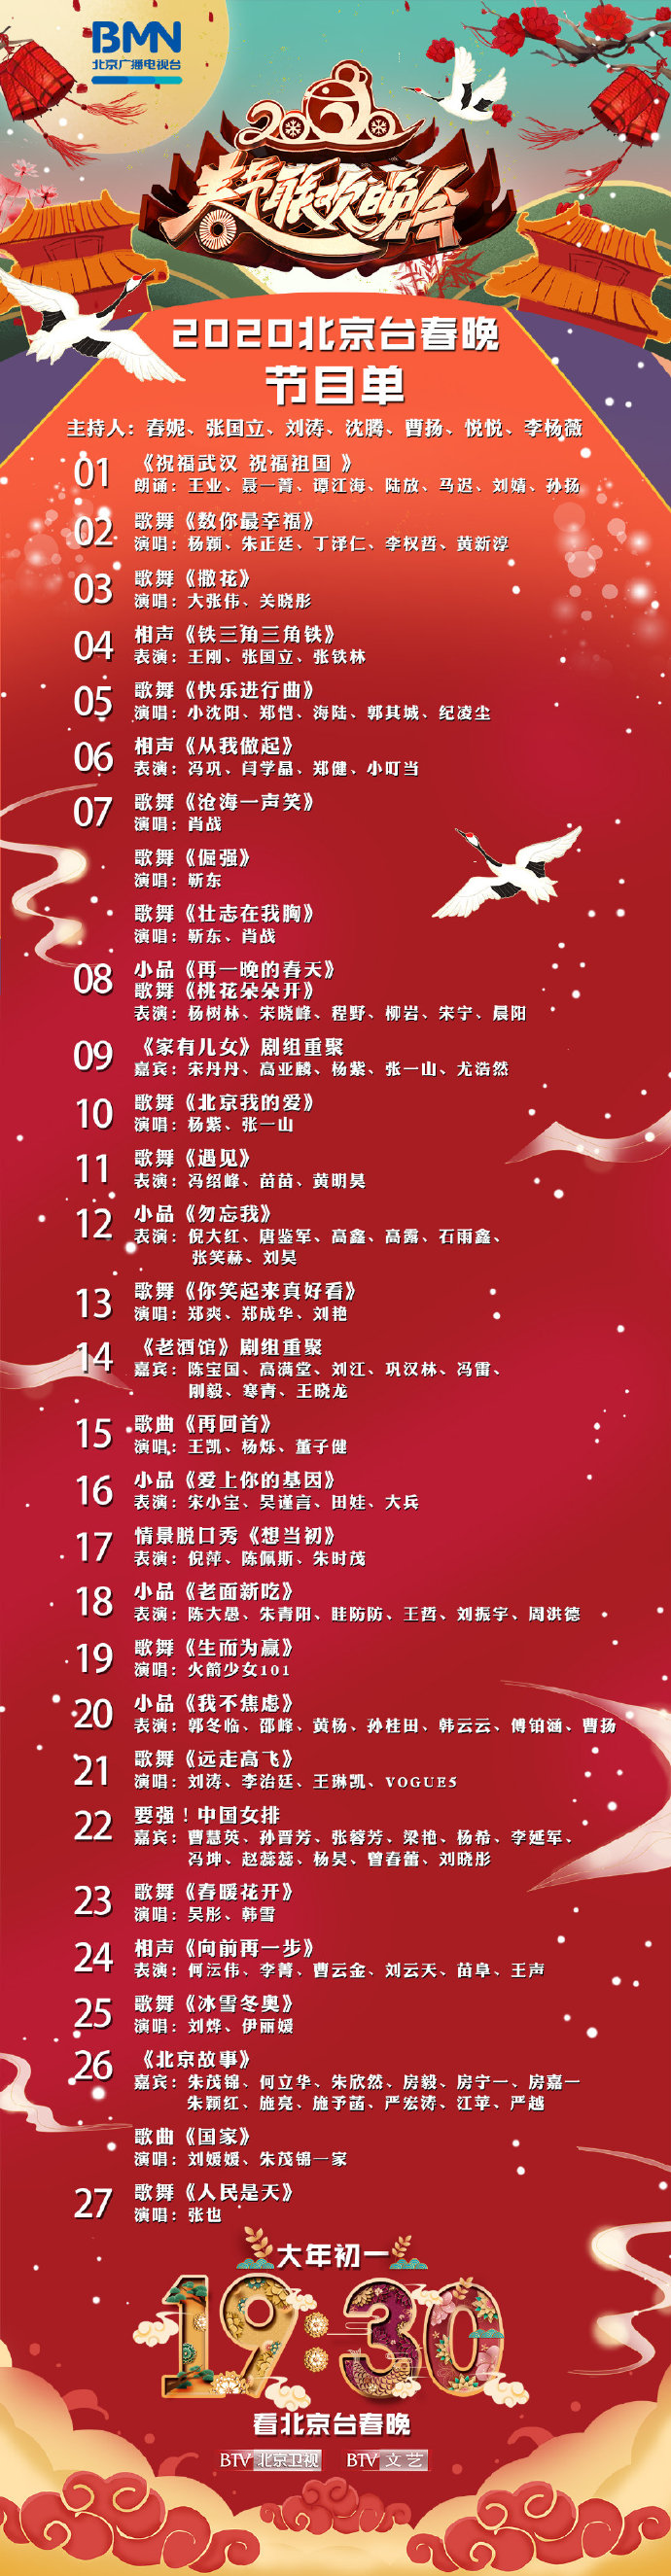 BMN
北京广播电视台
2020
春节联欢晚会
2020北京台春晚
节目单
主持人：春妮、张国立、刘涛、沈腾、曹扬、悦悦、李杨薇
01 《祝福武汉 祝福祖国 》
朗诵：王业、聂一菁、谭江海、陆放、马迟、刘婧、孙扬
02 歌舞《数你最幸福》
演唱：杨颖、朱正廷、丁泽仁、李权哲、黄新淳
03 歌舞《撒花》
演唱：大张伟、关晓彤
04 相声《铁三角三角铁》
表演：王刚、张国立、张铁林
05 歌舞《快乐进行曲》
演唱：小沈阳、郑恺、海陆、郭其城、纪凌尘
06 相声《从我做起》
表演：冯巩、闫学晶、郑健、小叮当
07 歌舞《沧海一声笑》
演唱：肖战
歌舞《倔强》
演唱：靳东
歌舞《壮志在我胸》
演唱：靳东、肖战
08 小品《再一晚的春天》
歌舞《桃花朵朵开》
表演：杨树林、宋晓峰、程野、柳岩、宋宁、晨阳
09 《家有儿女》剧组重聚
嘉宾：宋丹丹、高亚麟、杨紫、张一山、尤浩然
10 歌舞《北京我的爱》
演唱：杨紫、张一山
11 歌舞《遇见》
表演：冯绍峰、苗苗、黄明昊
12 小品《勿忘我》
表演：倪大红、唐鉴军、高鑫、高露、石雨鑫、
张笑赫、刘昊
13 歌舞《你笑起来真好看》
演唱：郑爽、郑成华、刘艳
14 《老酒馆》剧组重聚
嘉宾：陈宝国、高满堂、刘江、巩汉林、冯雷、
刚毅、寒青、王晓龙
15 歌曲《再回首》
演唱：王凯、杨烁、董子健
16 小品《爱上你的基因》
表演：宋小宝、吴谨言、田娃、大兵
17 情景脱口秀《想当初》
表演：倪萍、陈佩斯、朱时茂
18 小品《老面新吃》
表演：陈大愚、朱青阳、眭防防、王哲、刘振宇、周洪德
19 歌舞《生而为赢》
演唱：火箭少女101
20 小品《我不焦虑》
表演：郭冬临、邵峰、黄杨、孙桂田、韩云云、傅铂涵、曹扬
21 歌舞《远走高飞》
演唱：刘涛、李治廷、王琳凯、VOGUE5
22 要强！中国女排
嘉宾：曹慧英、孙晋芳、张蓉芳、梁艳、杨希、李延军、
冯坤、赵蕊蕊、杨昊、曾春蕾、刘晓彤
23 歌舞《春暖花开》
演唱：吴彤、韩雪
24 相声《向前再一步》
表演：何沄伟、李菁、曹云金、刘云天、苗阜、王声
25 歌舞《冰雪冬奥》
演唱：刘烨、伊丽媛
26 《北京故事》
嘉宾：朱茂锦、何立华、朱欣然、房毅、房宁一、房嘉一
朱颖红、施亮、施予菡、严宏涛、江苹、严越
歌曲《国家》
演唱：刘媛媛、朱茂锦一家
27 歌舞《人民是天》
演唱：张也
大年初一
19:30
看北京台春晚
BTV 北京卫视 BTV 文艺